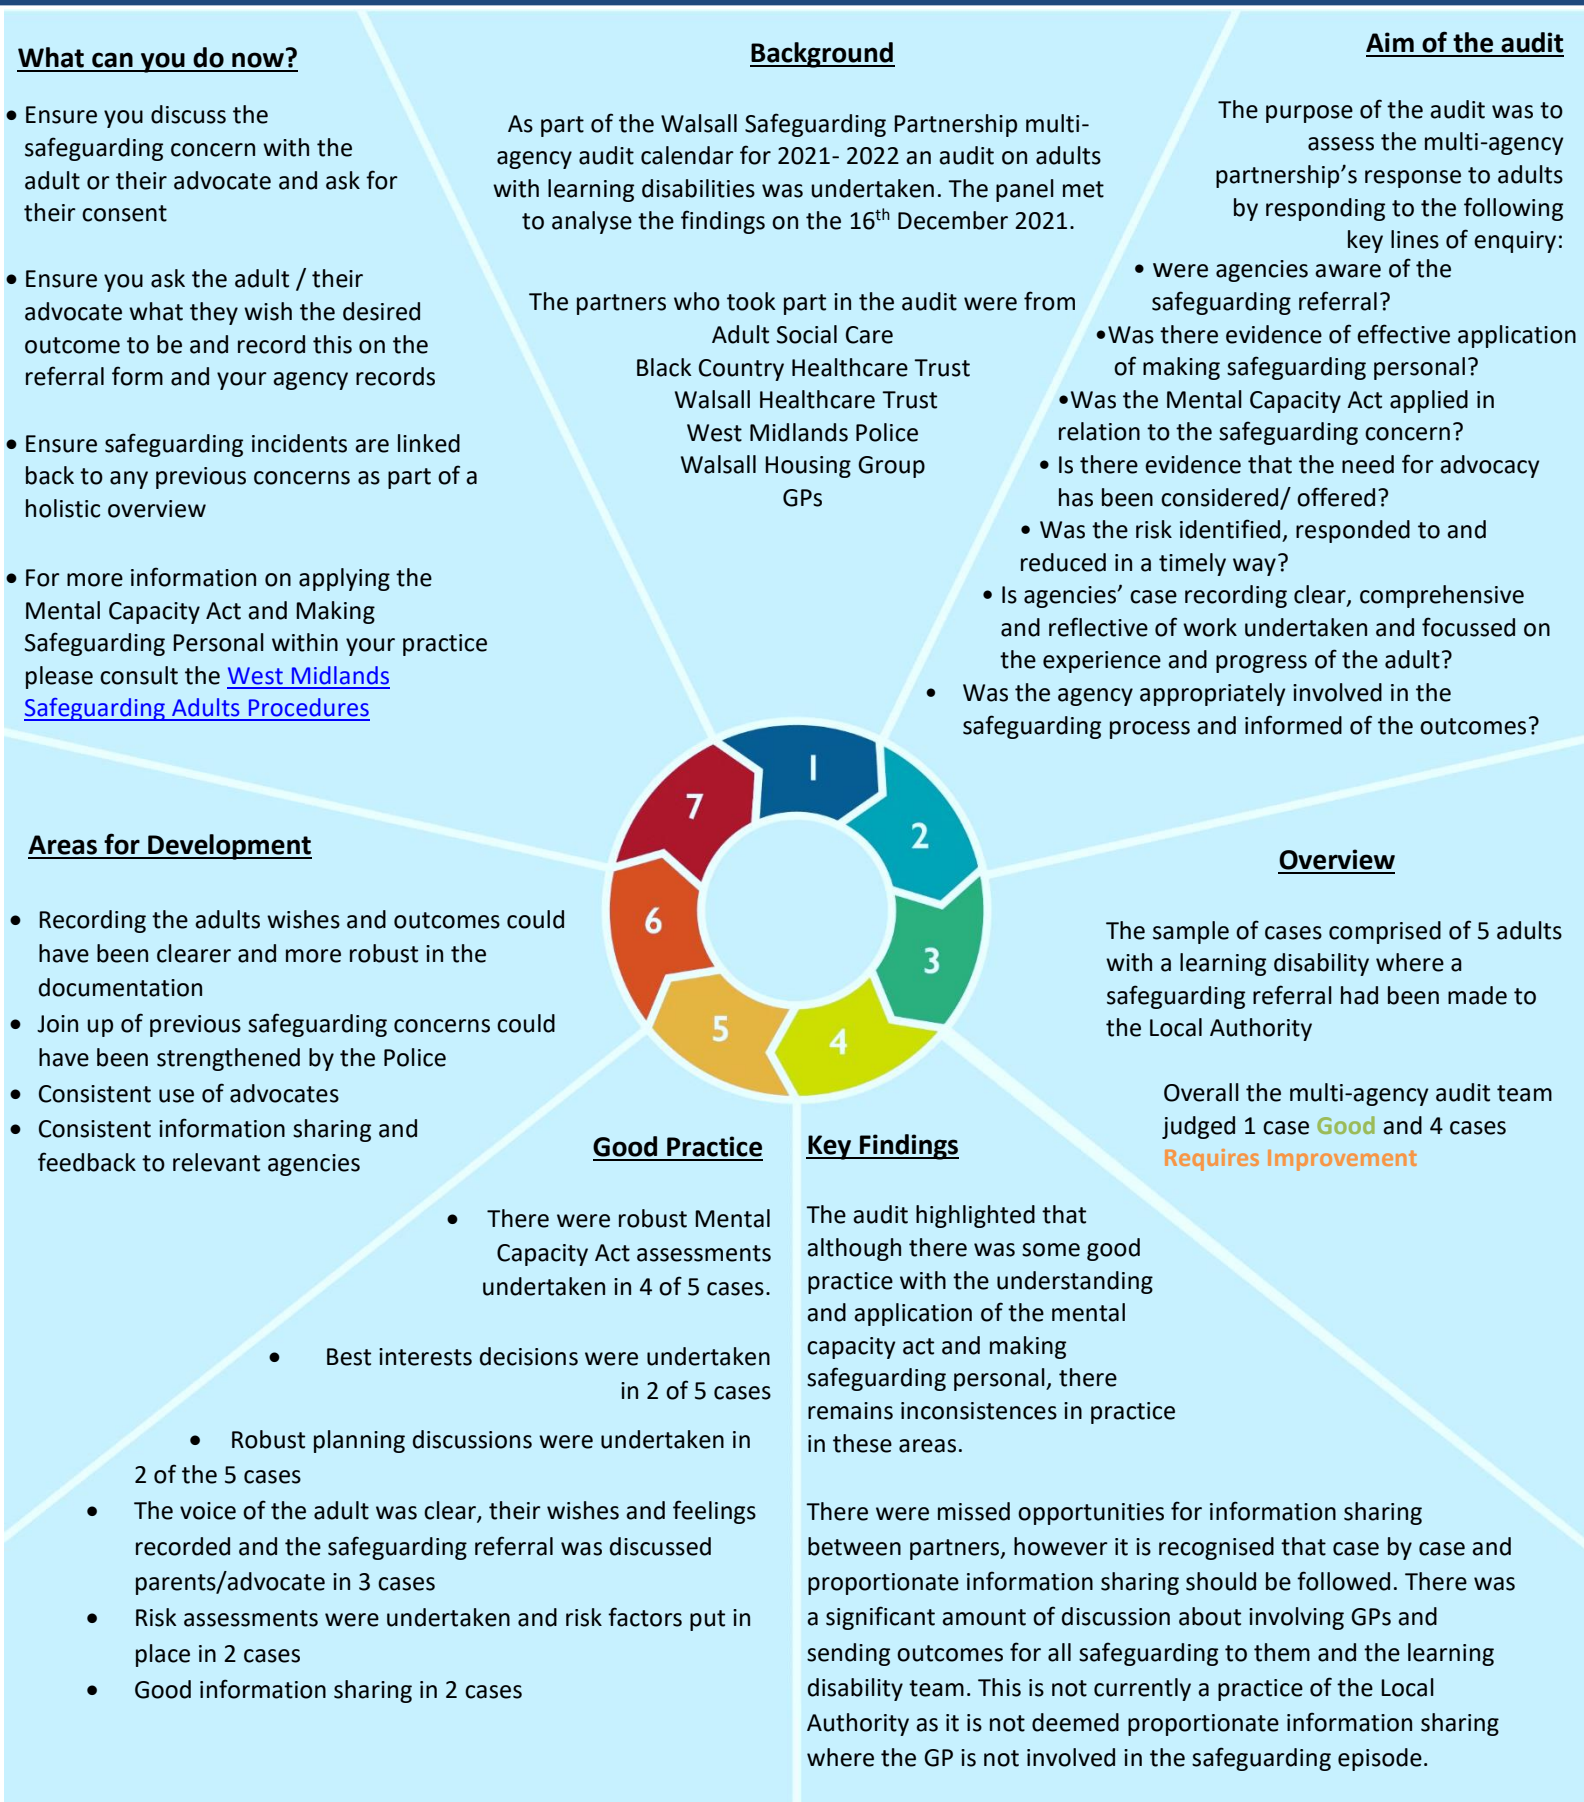 Background
As part of the Walsall Safeguarding Partnership multi-
agency audit calendar for 2021- 2022 an audit on adults
with learning disabilities was undertaken. The panel met
to analyse the findings on the 16th December 2021.
The partners who took part in the audit were from
Adult Social Care
Black Country Healthcare Trust
Walsall Healthcare Trust
West Midlands Police
Walsall Housing Group
GPs
Aim of the audit
The purpose of the audit was to
assess the multi-agency
partnership's response to adults
by responding to the following
key lines of enquiry:
• were agencies aware of the
safeguarding referral?
•Was there evidence of effective application
of making safeguarding personal?
•Was the Mental Capacity Act applied in
relation to the safeguarding concern?
• Is there evidence that the need for advocacy
has been considered/ offered?
• Was the risk identified, responded to and
reduced in a timely way?
• Is agencies' case recording clear, comprehensive
and reflective of work undertaken and focussed on
the experience and progress of the adult?
• Was the agency appropriately involved in the
safeguarding process and informed of the outcomes?
Overview
The sample of cases comprised of 5 adults
with a learning disability where a
safeguarding referral had been made to
the Local Authority
Overall the multi-agency audit team
judged 1 case Good and 4 cases
Requires Improvement
Key Findings
The audit highlighted that
although there was some good
practice with the understanding
and application of the mental
capacity act and making
safeguarding personal, there
remains inconsistences in practice
in these areas.
There were missed opportunities for information sharing
between partners, however it is recognised that case by case and
proportionate information sharing should be followed. There was
a significant amount of discussion about involving GPs and
sending outcomes for all safeguarding to them and the learning
disability team. This is not currently a practice of the Local
Authority as it is not deemed proportionate information sharing
where the GP is not involved in the safeguarding episode.
Good Practice
• There were robust Mental
Capacity Act assessments
undertaken in 4 of 5 cases.
• Best interests decisions were undertaken
in 2 of 5 cases
• Robust planning discussions were undertaken in
2 of the 5 cases
• The voice of the adult was clear, their wishes and feelings
recorded and the safeguarding referral was discussed
parents/advocate in 3 cases
• Risk assessments were undertaken and risk factors put in
place in 2 cases
• Good information sharing in 2 cases
Areas for Development
• Recording the adults wishes and outcomes could
have been clearer and more robust in the
documentation
• Join up of previous safeguarding concerns could
have been strengthened by the Police
• Consistent use of advocates
• Consistent information sharing and
feedback to relevant agencies
What can you do now?
• Ensure you discuss the
safeguarding concern with the
adult or their advocate and ask for
their consent
• Ensure you ask the adult / their
advocate what they wish the desired
outcome to be and record this on the
referral form and your agency records
• Ensure safeguarding incidents are linked
back to any previous concerns as part of a
holistic overview
• For more information on applying the
Mental Capacity Act and Making
Safeguarding Personal within your practice
please consult the West Midlands
Safeguarding Adults Procedures
1
2
3
4
5
6
7